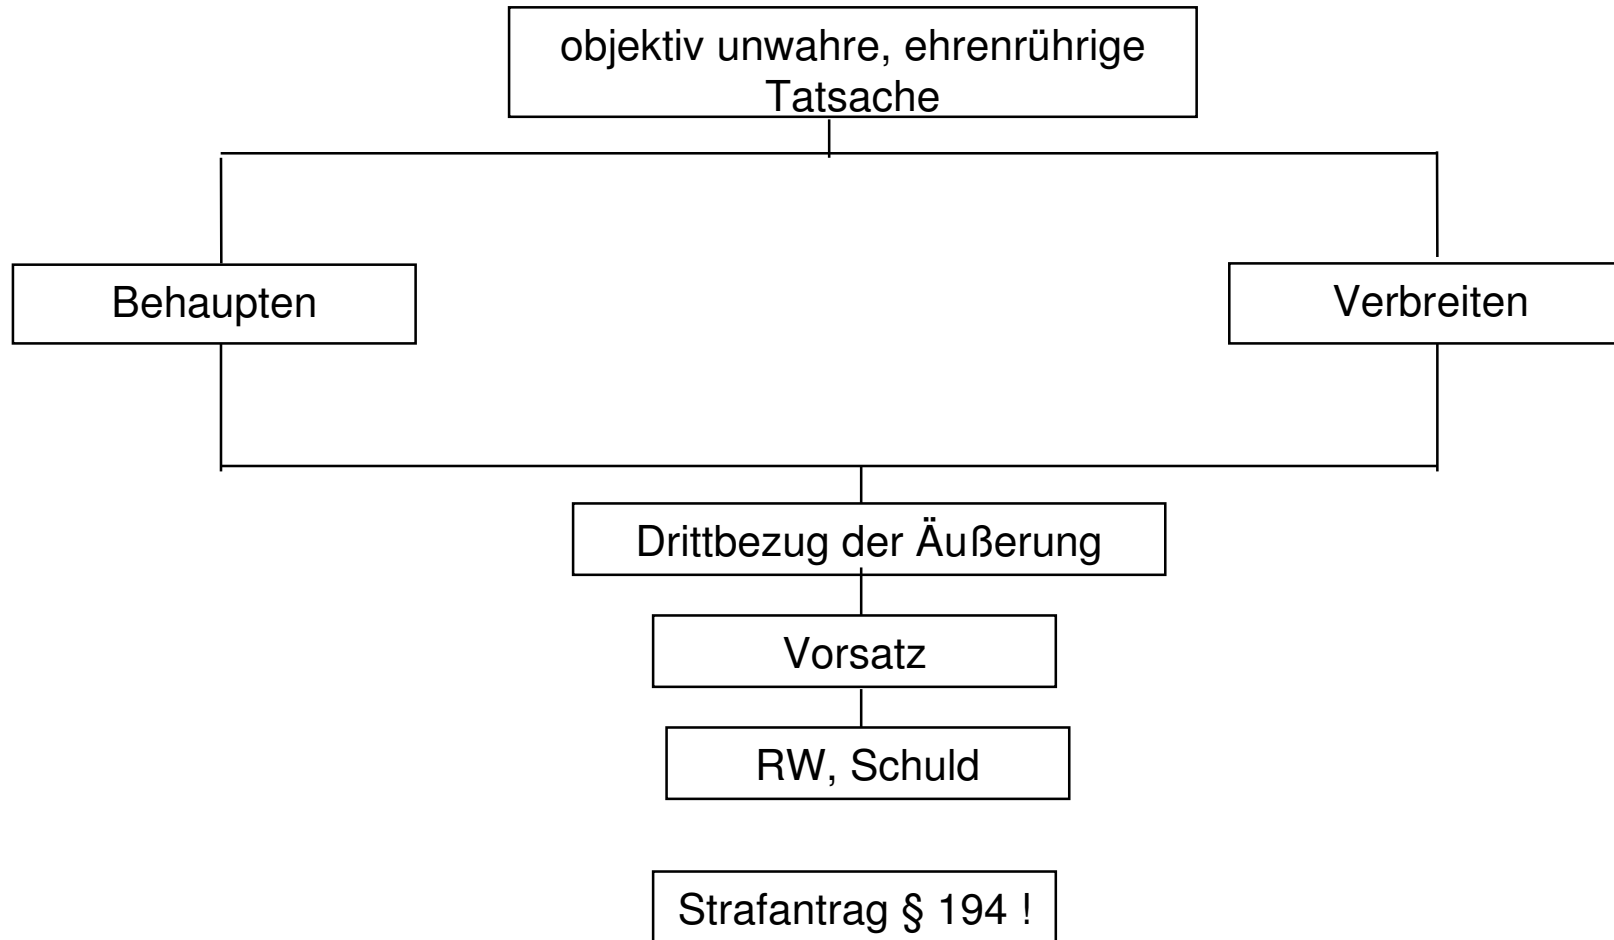 objektiv unwahre, ehrenrührige
Tatsache
Behaupten
Verbreiten
Drittbezug der Äußerung
Vorsatz
RW, Schuld
Strafantrag § 194 !